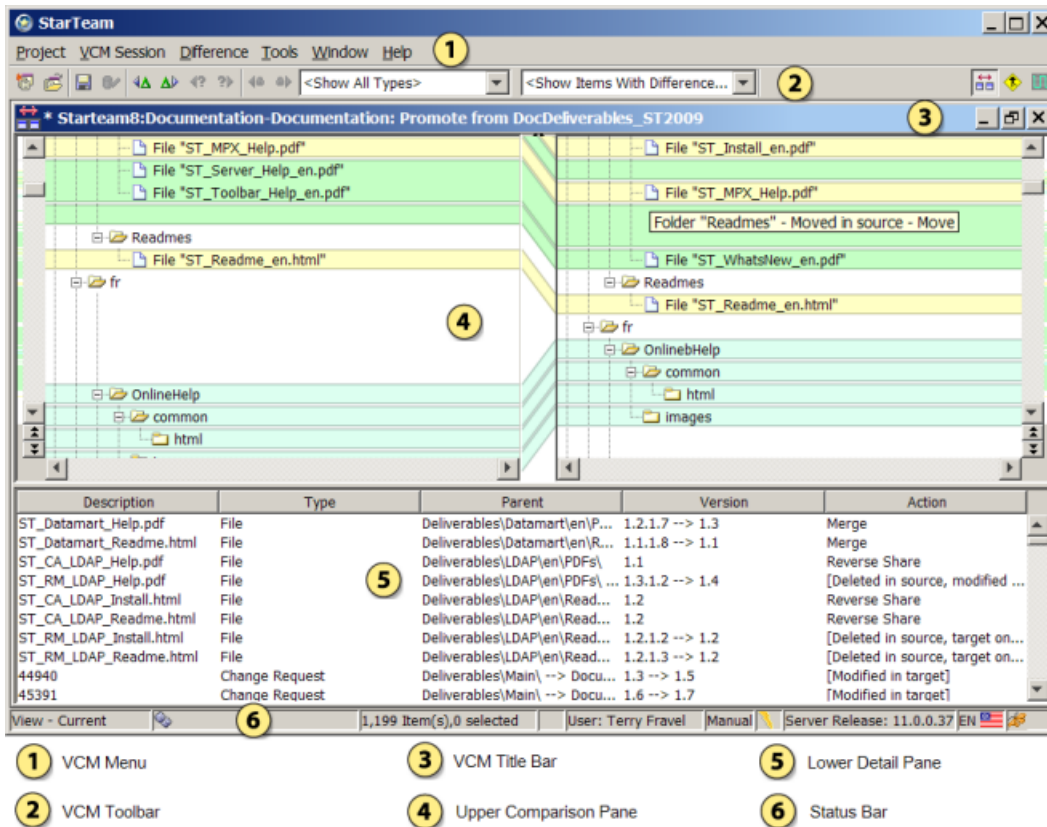 StarTeam
Project VCM Session Difference Tools Window Help 1
<Show All Types> <Show Items With Difference... 2
* Starteam8:Documentation-Documentation: Promote from DocDeliverables_ST2009 3
File "ST_MPX_Help.pdf"
File "ST_Server_Help_en.pdf"
File "ST_Toolbar_Help_en.pdf"
Readmes
File "ST_Readme_en.html"
fr
4
OnlineHelp
common
html
File "ST_Install_en.pdf"
File "ST_MPX_Help.pdf"
Folder "Readmes" - Moved in source - Move
File "ST_WhatsNew_en.pdf"
Readmes
File "ST_Readme_en.html"
fr
OnlinebHelp
common
html
images
Description Type Parent Version Action
ST_Datamart_Help.pdf File Deliverables\Datamart\en\P... 1.2.1.7 --> 1.3 Merge
ST_Datamart_Readme.html File Deliverables\Datamart\en\R... 1.1.1.8 --> 1.1 Merge
ST_CA_LDAP_Help.pdf File Deliverables\LDAP\en\PDFs\ 1.1 Reverse Share
ST_RM_LDAP_Help.pdf File 5 Deliverables\LDAP\en\PDFs\ ... 1.3.1.2 --> 1.4 [Deleted in source, modified ...
ST_CA_LDAP_Install.html File Deliverables\LDAP\en\Read... 1.2 Reverse Share
ST_CA_LDAP_Readme.html File Deliverables\LDAP\en\Read... 1.2 Reverse Share
ST_RM_LDAP_Install.html File Deliverables\LDAP\en\Read... 1.2.1.2 --> 1.2 [Deleted in source, target on...
ST_RM_LDAP_Readme.html File Deliverables\LDAP\en\Read... 1.2.1.3 --> 1.2 [Deleted in source, target on...
44940 Change Request Deliverables\Main\ --> Docu... 1.3 --> 1.5 [Modified in target]
45391 Change Request Deliverables\Main\ --> Docu... 1.6 --> 1.7 [Modified in target]
View - Current 6 1,199 Item(s),0 selected User: Terry Fravel Manual Server Release: 11.0.0.37 EN
1 VCM Menu 3 VCM Title Bar 5 Lower Detail Pane
2 VCM Toolbar 4 Upper Comparison Pane 6 Status Bar